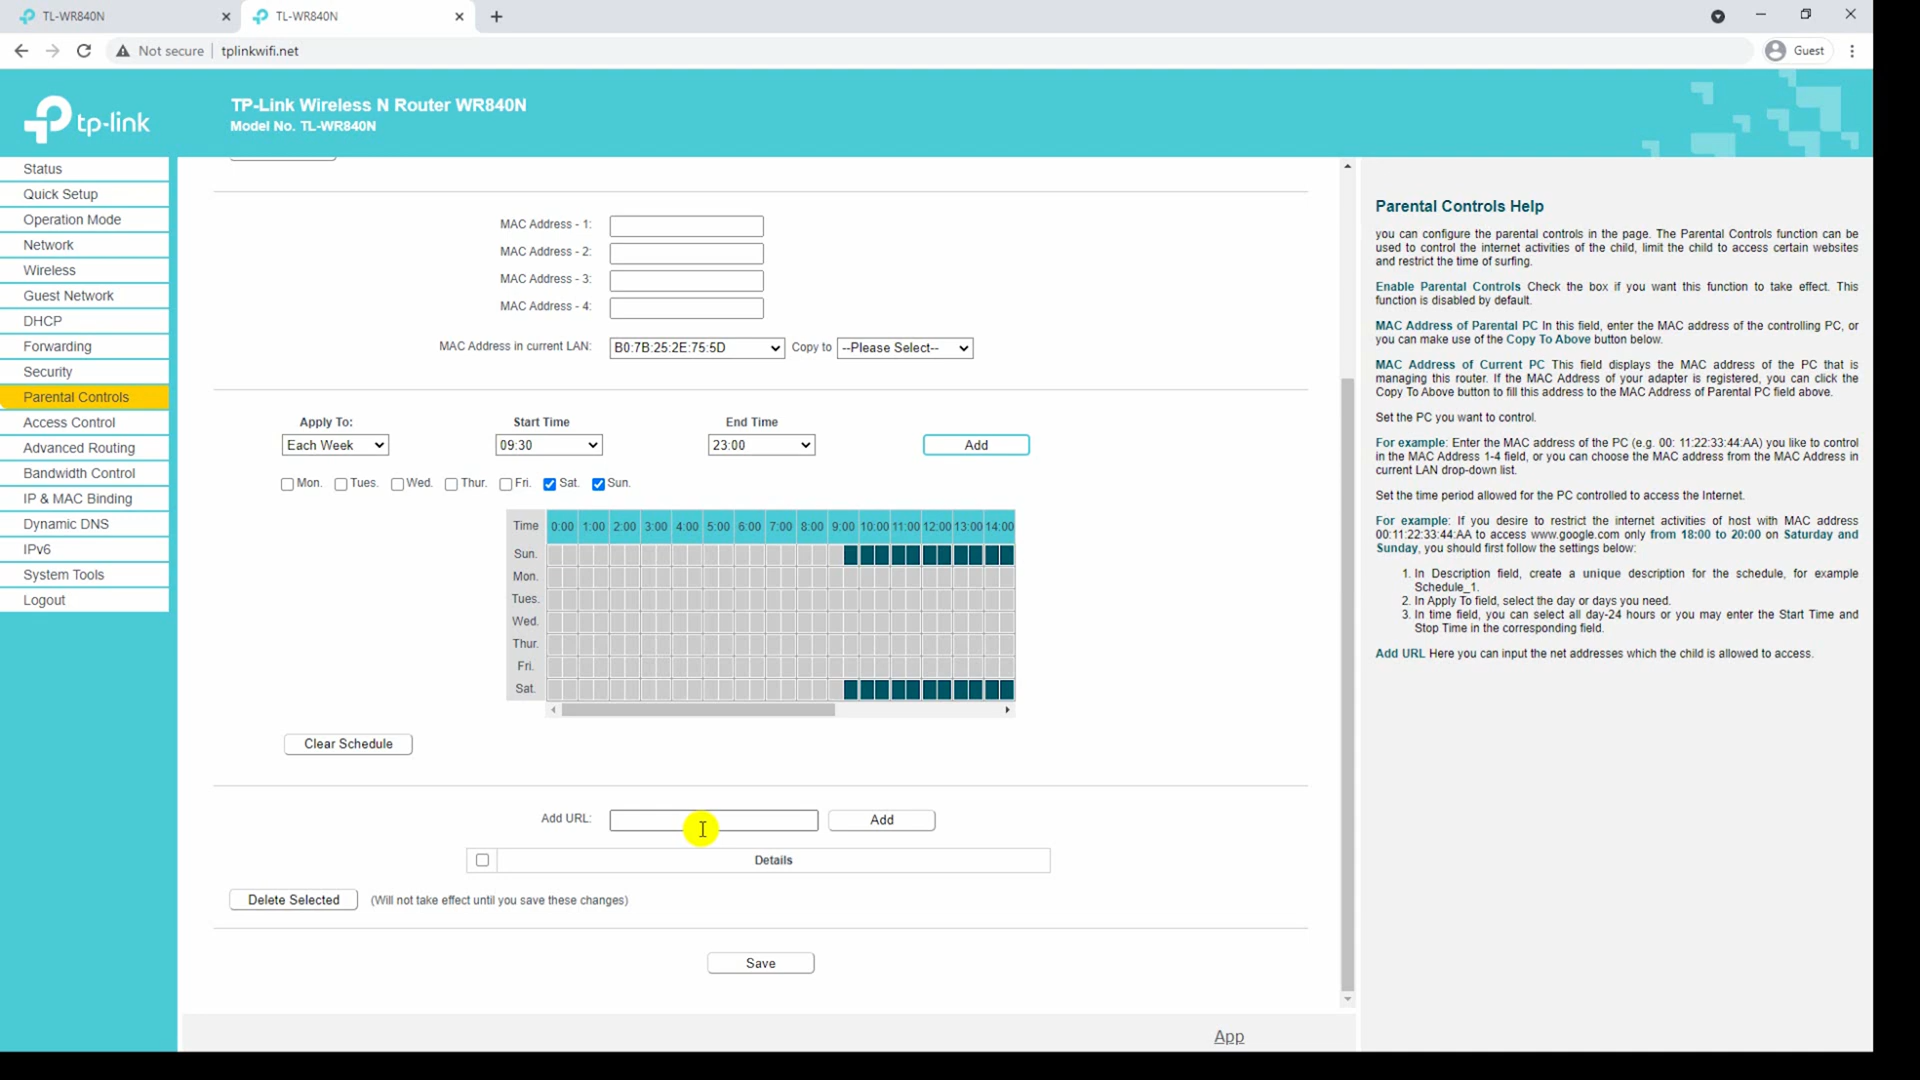 TL-WR840N
TL-WR840N
Not secure
tplinkwifi.net
Guest
tp-link
TP-Link Wireless N Router WR840N
Model No. TL-WR840N
Status
Quick Setup
Operation Mode
Network
Wireless
Guest Network
DHCP
Forwarding
Security
Parental Controls
Access Control
Advanced Routing
Bandwidth Control
IP & MAC Binding
Dynamic DNS
IPv6
System Tools
Logout
MAC Address - 1:
MAC Address - 2:
MAC Address - 3:
MAC Address - 4:
MAC Address in current LAN: B0:7B:25:2E:75:5D Copy to --Please Select--
Apply To: Start Time End Time
Each Week 09:30 23:00 Add
Mon. Tues. Wed. Thur. Fri. Sat. Sun.
Time 0:00 1:00 2:00 3:00 4:00 5:00 6:00 7:00 8:00 9:00 10:00 11:00 12:00 13:00 14:00
Sun.
Mon.
Tues.
Wed.
Thur.
Fri.
Sat.
Clear Schedule
Add URL: Add
Details
Delete Selected (Will not take effect until you save these changes)
Save
App
Parental Controls Help
you can configure the parental controls in the page. The Parental Controls function can be
used to control the internet activities of the child, limit the child to access certain websites
and restrict the time of surfing.
Enable Parental Controls Check the box if you want this function to take effect. This
function is disabled by default.
MAC Address of Parental PC In this field, enter the MAC address of the controlling PC, or
you can make use of the Copy To Above button below.
MAC Address of Current PC This field displays the MAC address of the PC that is
managing this router. If the MAC Address of your adapter is registered, you can click the
Copy To Above button to fill this address to the MAC Address of Parental PC field above.
Set the PC you want to control.
For example: Enter the MAC address of the PC (e.g. 00: 11:22:33:44:AA) you like to control
in the MAC Address 1-4 field, or you can choose the MAC address from the MAC Address in
current LAN drop-down list.
Set the time period allowed for the PC controlled to access the Internet.
For example: If you desire to restrict the internet activities of host with MAC address
00:11:22:33:44:AA to access www.google.com only from 18:00 to 20:00 on Saturday and
Sunday, you should first follow the settings below:
1. In Description field, create a unique description for the schedule, for example
Schedule_1.
2. In Apply To field, select the day or days you need.
3. In time field, you can select all day-24 hours or you may enter the Start Time and
Stop Time in the corresponding field.
Add URL Here you can input the net addresses which the child is allowed to access.